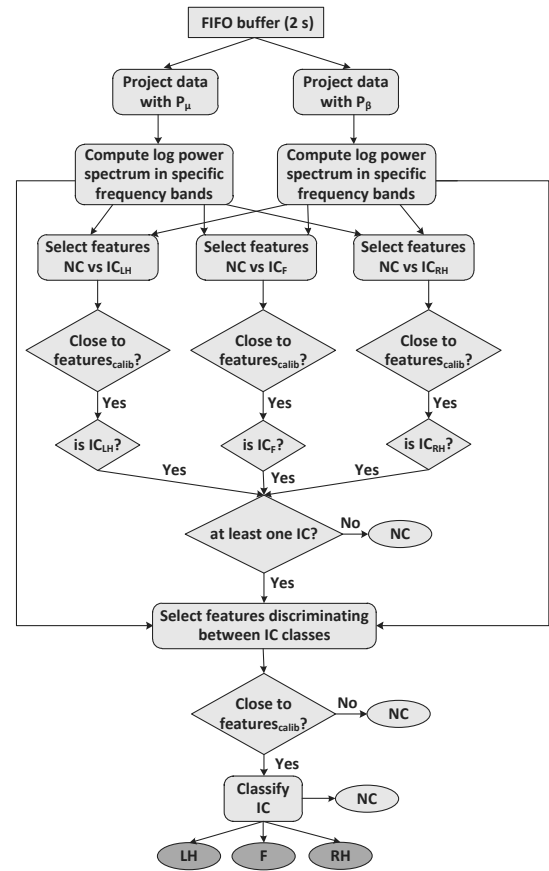 FIFO buffer (2 s)
Project data
with Pμ
Project data
with Pβ
Compute log power
spectrum in specific
frequency bands
Compute log power
spectrum in specific
frequency bands
Select features
NC vs ICLH
Select features
NC vs ICF
Select features
NC vs ICRH
Close to
featurescalib?
Close to
featurescalib?
Close to
featurescalib?
Yes
Yes
Yes
is ICLH?
is ICF?
is ICRH?
Yes
Yes
Yes
at least one IC?
No
NC
Yes
Select features discriminating
between IC classes
Close to
featurescalib?
No
NC
Yes
Classify
IC
NC
LH
F
RH